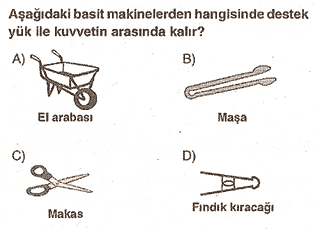 Aşağıdaki basit makinelerden hangisinde destek
yük ile kuvvetin arasında kalır?
A)
B)
El arabası
Maşa
C)
D)
Makas
Fındık kıracağı